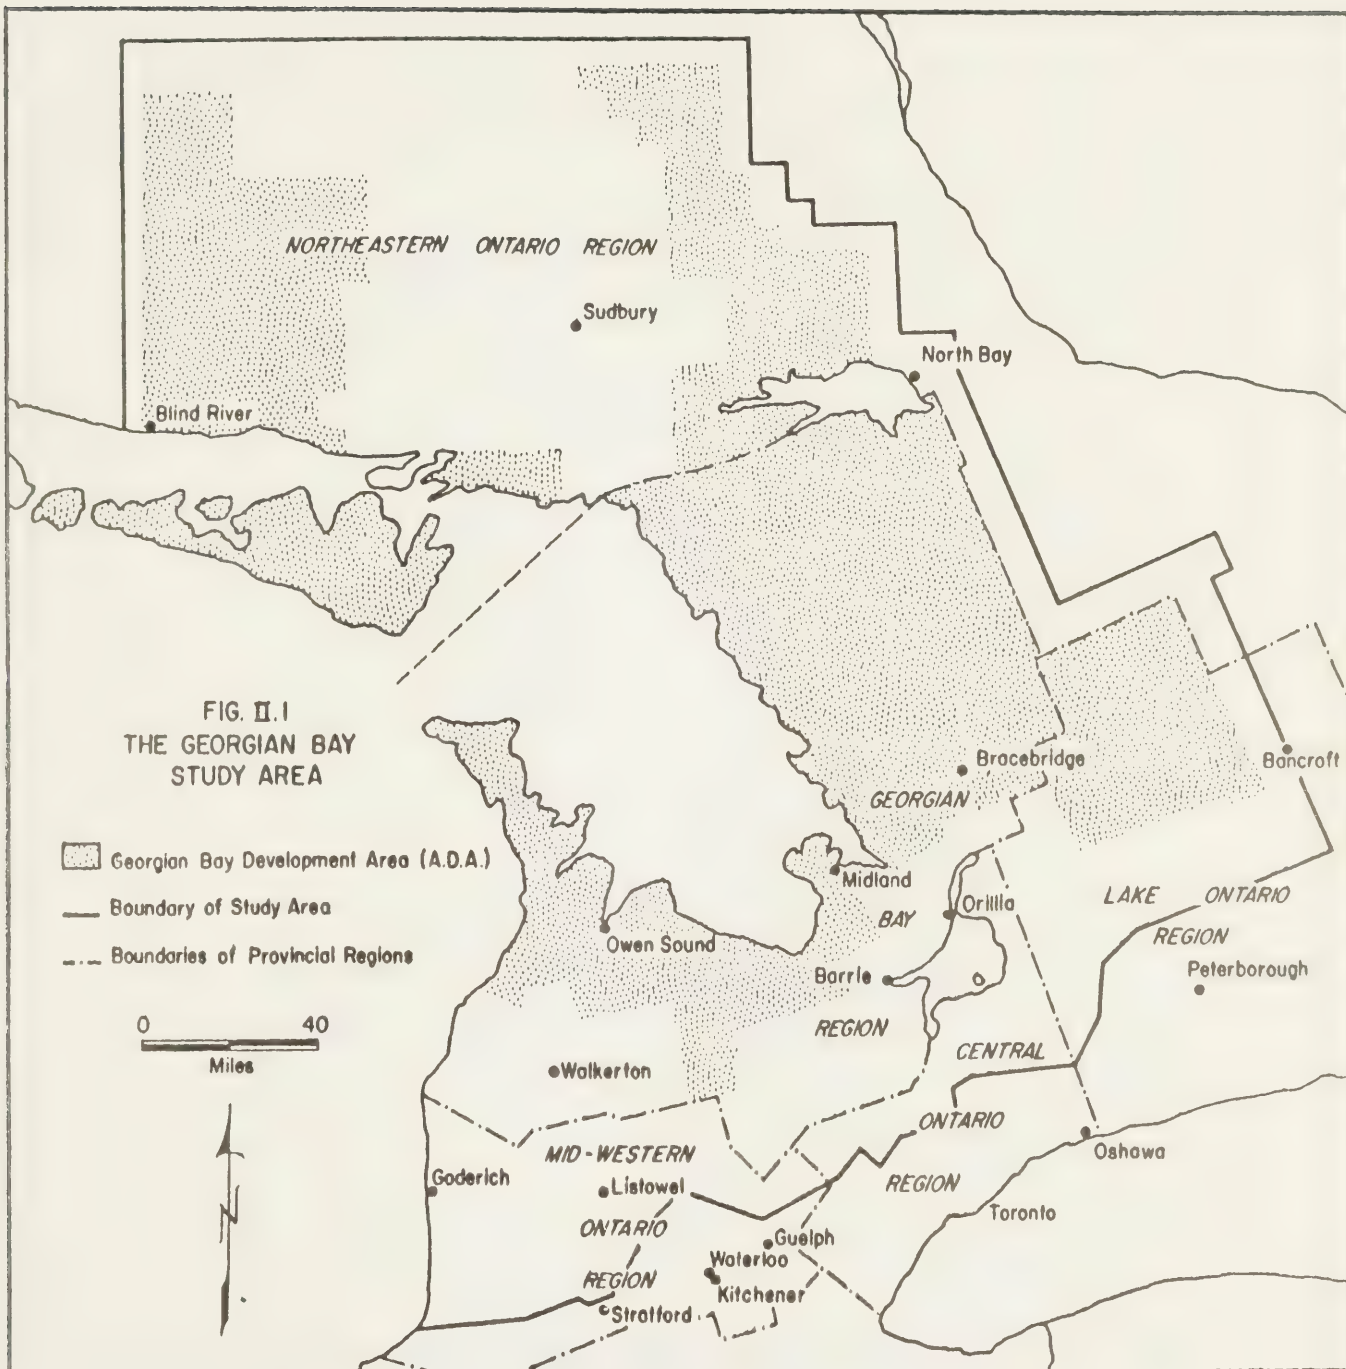 NORTHEASTERN ONTARIO REGION
Sudbury
North Bay
Blind River
FIG. II.1
THE GEORGIAN BAY
STUDY AREA
Georgian Bay Development Area (A.D.A.)
Boundary of Study Area
Boundaries of Provincial Regions
0 40
Miles
N
Bracebridge
Bancroft
GEORGIAN
BAY
REGION
Midland
Orillia
Owen Sound
Barrie
LAKE ONTARIO
REGION
Peterborough
Walkerton
CENTRAL
ONTARIO
REGION
Oshawa
MID-WESTERN
ONTARIO
REGION
Goderich
Listowel
Toronto
Guelph
Waterloo
Kitchener
Stratford